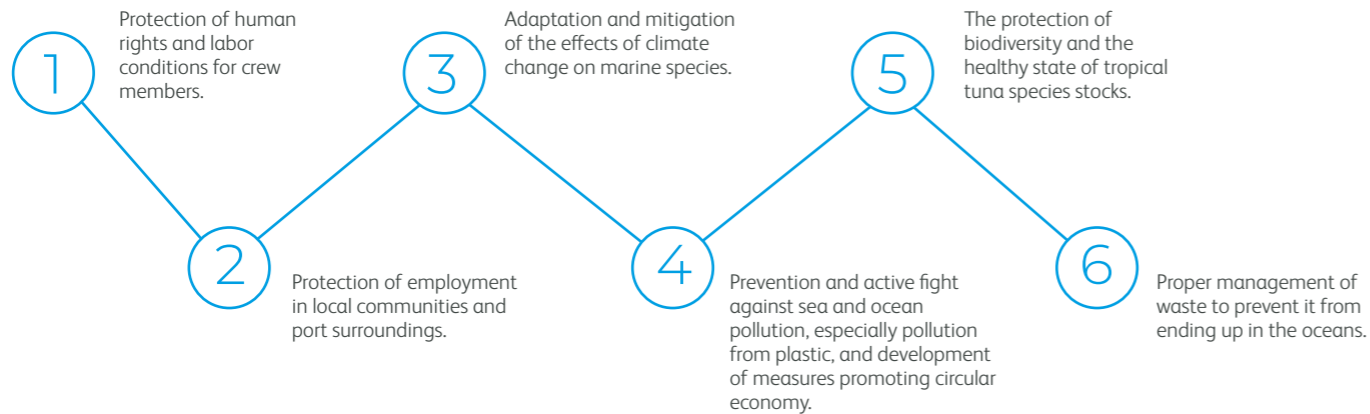 1
Protection of human
rights and labor
conditions for crew
members.
2
Protection of employment
in local communities and
port surroundings.
3
Adaptation and mitigation
of the effects of climate
change on marine species.
4
Prevention and active fight
against sea and ocean
pollution, especially pollution
from plastic, and development
of measures promoting circular
economy.
5
The protection of
biodiversity and the
healthy state of tropical
tuna species stocks.
6
Proper management of
waste to prevent it from
ending up in the oceans.